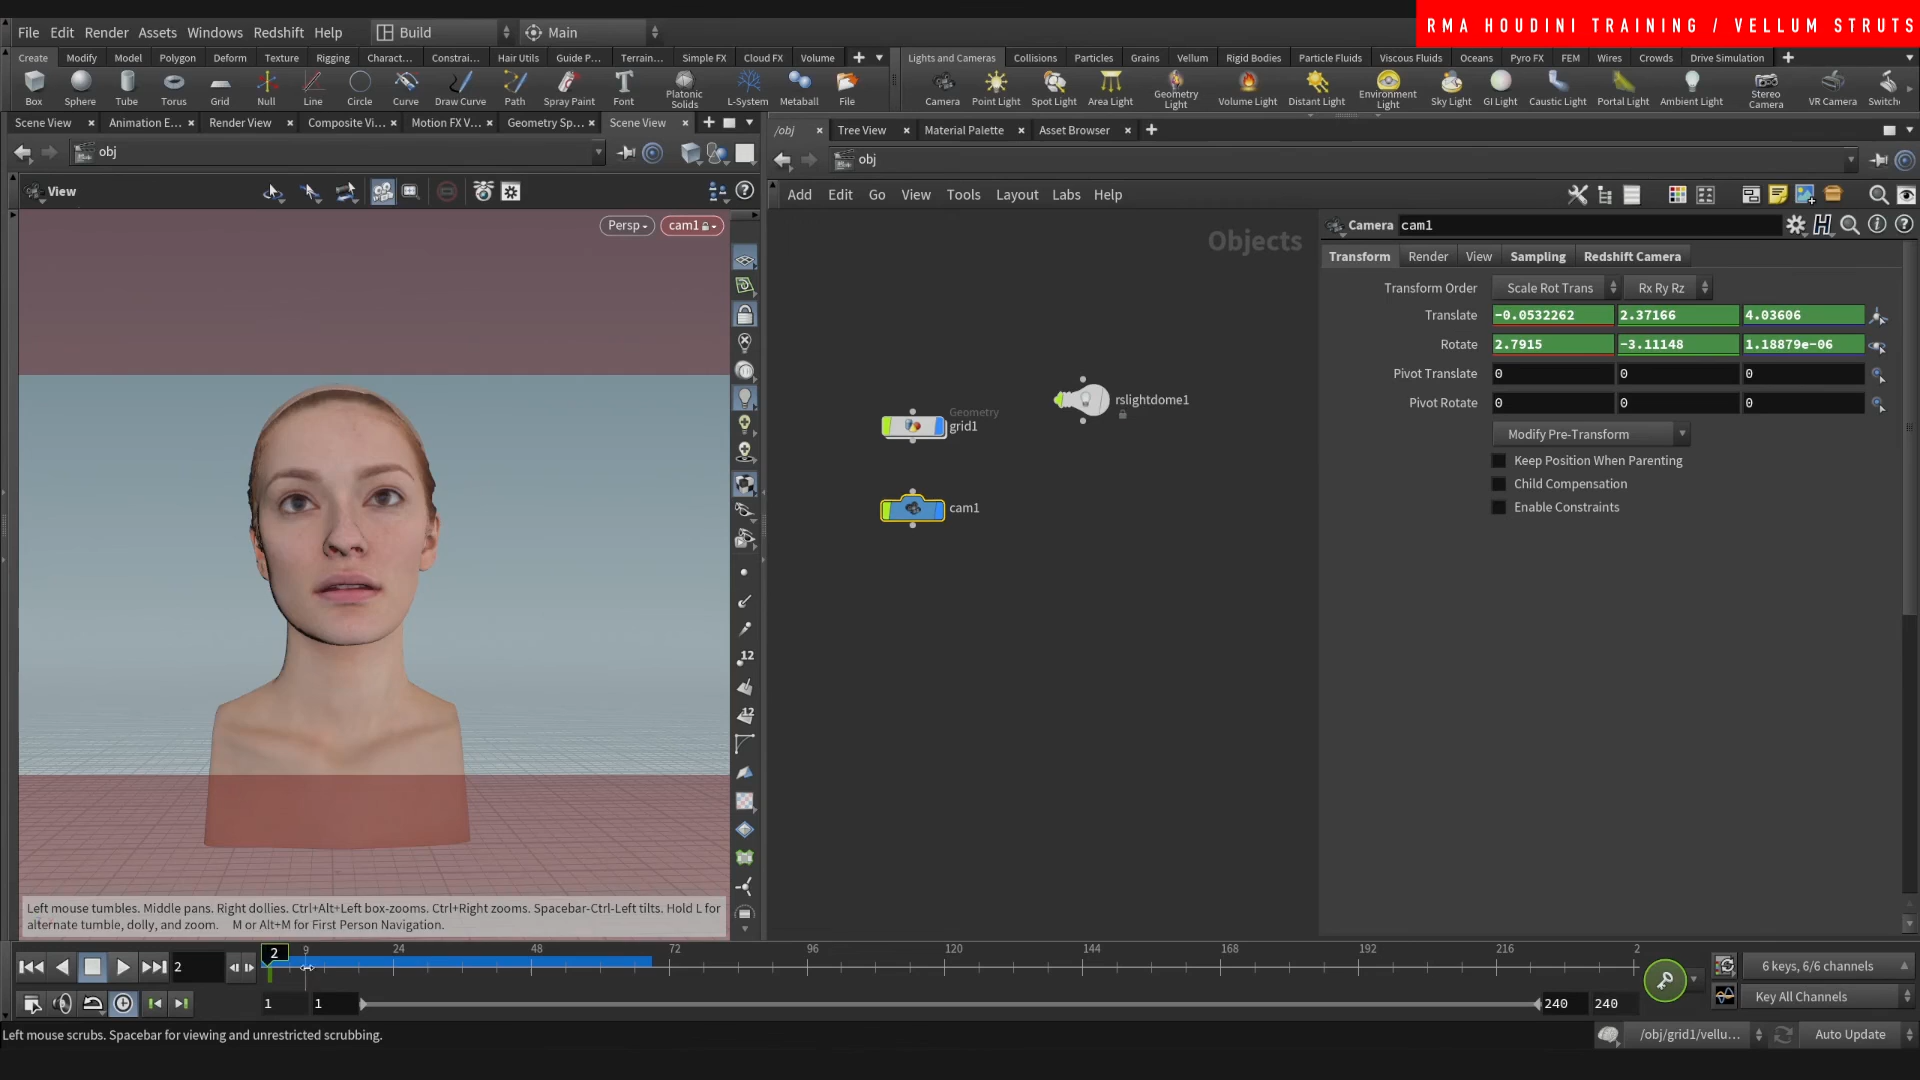 RMA HOUDINI TRAINING / VELLUM STRUTS
File Edit Render Assets Windows Redshift Help Build Main
Create Modify Model Polygon Deform Texture Rigging Charact... Constrai... Hair Utils Guide P... Terrain... Simple FX Cloud FX Volume
Lights and Cameras Collisions Particles Grains Vellum Rigid Bodies Particle Fluids Viscous Fluids Oceans Pyro FX FEM Wires Crowds Drive Simulation
Box Sphere Tube Torus Grid Null Line Circle Curve Draw Curve Path Spray Paint Font Platonic Solids L-System Metaball File
Camera Point Light Spot Light Area Light Geometry Light Volume Light Distant Light Environment Light Sky Light GI Light Caustic Light Portal Light Ambient Light Stereo Camera VR Camera Switch
Scene View Animation E... Render View Composite Vi... Motion FX V... Geometry Sp... Scene View
/obj Tree View Material Palette Asset Browser
obj
obj
View
Add Edit Go View Tools Layout Labs Help
Persp cam1
Objects
Camera cam1
Transform Render View Sampling Redshift Camera
Transform Order Scale Rot Trans Rx Ry Rz
Translate -0.0532262 2.37166 4.03606
Rotate 2.7915 -3.11148 1.18879e-06
Pivot Translate 0 0 0
Pivot Rotate 0 0 0
Modify Pre-Transform
Keep Position When Parenting
Child Compensation
Enable Constraints
Geometry
grid1
rslightdome1
cam1
12
12
Left mouse tumbles. Middle pans. Right dollies. Ctrl+Alt+Left box-zooms. Ctrl+Right zooms. Spacebar-Ctrl-Left tilts. Hold L for
alternate tumble, dolly, and zoom. M or Alt+M for First Person Navigation.
2 9 24 48 72 96 120 144 168 192 216 2
2
6 keys, 6/6 channels
1 1 240 240
Key All Channels
Left mouse scrubs. Spacebar for viewing and unrestricted scrubbing.
/obj/grid1/vellu... Auto Update